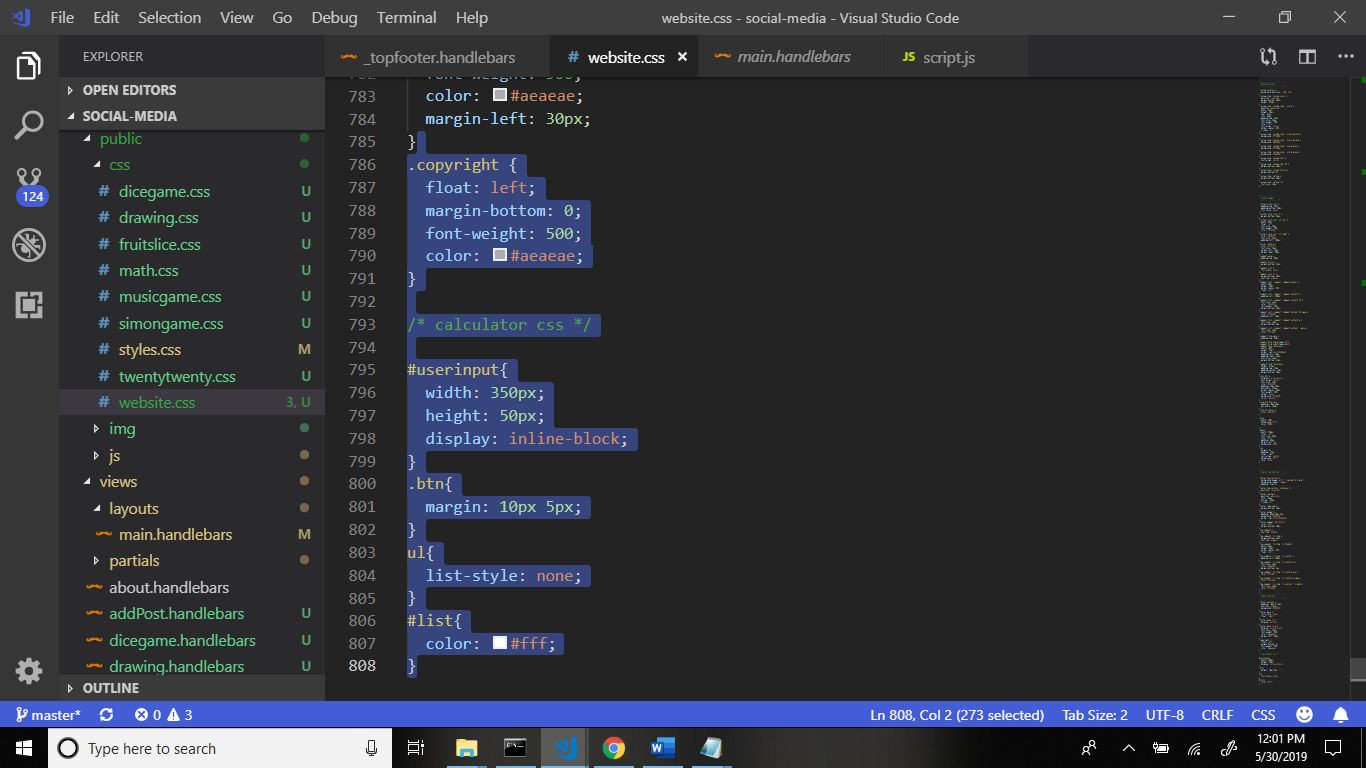 File Edit Selection View Go Debug Terminal Help
website.css - social-media - Visual Studio Code
EXPLORER
OPEN EDITORS
SOCIAL-MEDIA
public
css
# dicegame.css U
# drawing.css U
# fruitslice.css U
# math.css U
# musicgame.css U
# simongame.css U
# styles.css M
# twentytwenty.css U
# website.css 3, U
img
js
views
layouts
main.handlebars M
partials
about.handlebars
addPost.handlebars U
dicegame.handlebars U
drawing.handlebars U
OUTLINE
124
_topfooter.handlebars
# website.css
main.handlebars
JS script.js
783 color: #aeaeae;
784 margin-left: 30px;
785 }
786 .copyright {
787 float: left;
788 margin-bottom: 0;
789 font-weight: 500;
790 color: #aeaeae;
791 }
792
793 /* calculator css */
794
795 #userinput{
796 width: 350px;
797 height: 50px;
798 display: inline-block;
799 }
800 .btn{
801 margin: 10px 5px;
802 }
803 ul{
804 list-style: none;
805 }
806 #list{
807 color: #fff;
808 }
master* 0 3
Ln 808, Col 2 (273 selected) Tab Size: 2 UTF-8 CRLF CSS
Type here to search
12:01 PM
5/30/2019